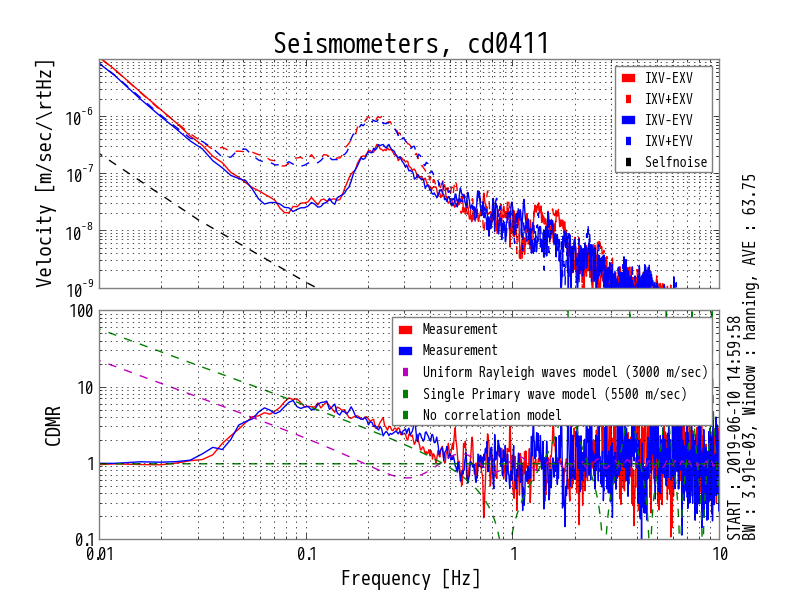 Seismometers, cd0411
Velocity [m/sec/\rtHz]
10^-6
10^-7
10^-8
10^-9
IXV-EXV
IXV+EXV
IXV-EYV
IXV+EYV
Selfnoise
CDMR
100
10
1
0.1
Measurement
Measurement
Uniform Rayleigh waves model (3000 m/sec)
Single Primary wave model (5500 m/sec)
No correlation model
0.01
0.1
1
10
Frequency [Hz]
START : 2019-06-10 14:59:58
BW : 3.91e-03, Window : hanning, AVE : 63.75